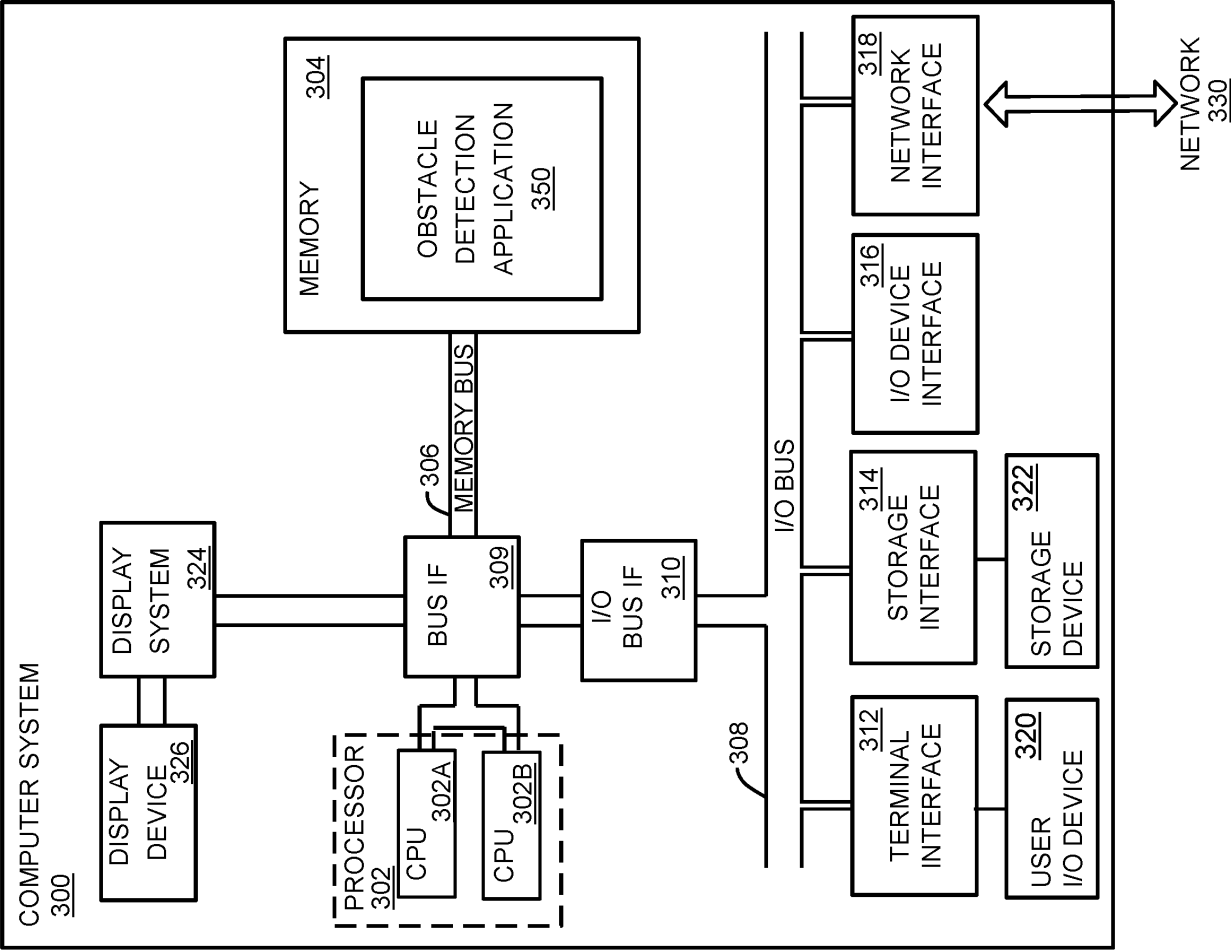 COMPUTER SYSTEM
300
PROCESSOR
302
CPU
302A
CPU
302B
MEMORY
304
OBSTACLE
DETECTION
APPLICATION
350
306
MEMORY BUS
DISPLAY
DEVICE
326
DISPLAY
SYSTEM
324
BUS IF
309
I/O
BUS IF
310
308
I/O BUS
312
TERMINAL
INTERFACE
314
STORAGE
INTERFACE
316
I/O DEVICE
INTERFACE
318
NETWORK
INTERFACE
320
USER
I/O DEVICE
322
STORAGE
DEVICE
NETWORK
330